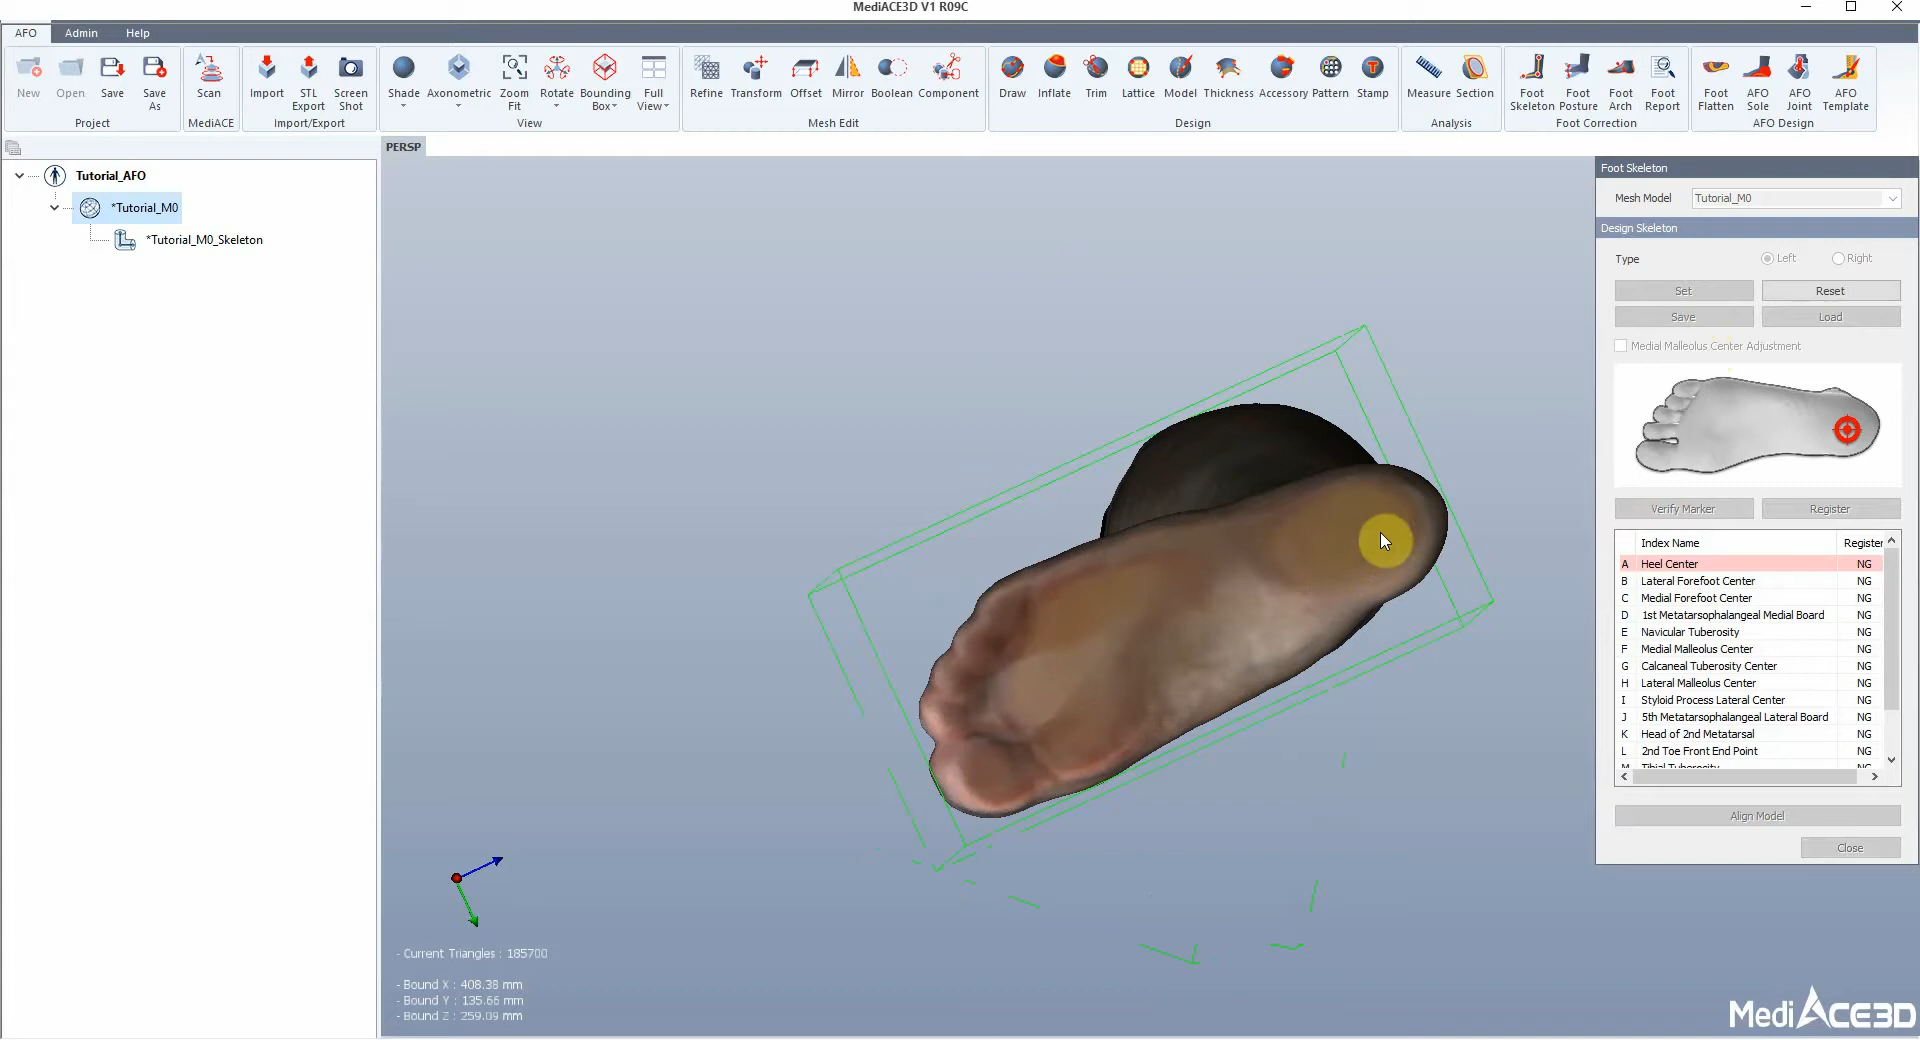 MediACE3D V1 R09C
AFO Admin Help
New Open Save Save As
Project
Scan
MediACE
Import STL Export Screen Shot
Import/Export
Shade Axonometric Zoom Fit Rotate Bounding Box Full View
View
Refine Transform Offset Mirror Boolean Component
Mesh Edit
Draw Inflate Trim Lattice Model Thickness Accessory Pattern Stamp
Design
Measure Section
Analysis
Foot Skeleton Foot Posture Foot Arch Foot Report
Foot Correction
Foot Flatten AFO Sole AFO Joint AFO Template
AFO Design
Tutorial_AFO
*Tutorial_M0
*Tutorial_M0_Skeleton
PERSP
- Current Triangles : 185700
- Bound X : 408.38 mm
- Bound Y : 135.66 mm
- Bound Z : 259.09 mm
Foot Skeleton
Mesh Model Tutorial_M0
Design Skeleton
Type Left Right
Set Reset
Save Load
Medial Malleolus Center Adjustment
Verify Marker Register
Index Name Register
A Heel Center NG
B Lateral Forefoot Center NG
C Medial Forefoot Center NG
D 1st Metatarsophalangeal Medial Board NG
E Navicular Tuberosity NG
F Medial Malleolus Center NG
G Calcaneal Tuberosity Center NG
H Lateral Malleolus Center NG
I Styloid Process Lateral Center NG
J 5th Metatarsophalangeal Lateral Board NG
K Head of 2nd Metatarsal NG
L 2nd Toe Front End Point NG
M Tibial Tuberosity NG
Align Model
Close
MediACE3D